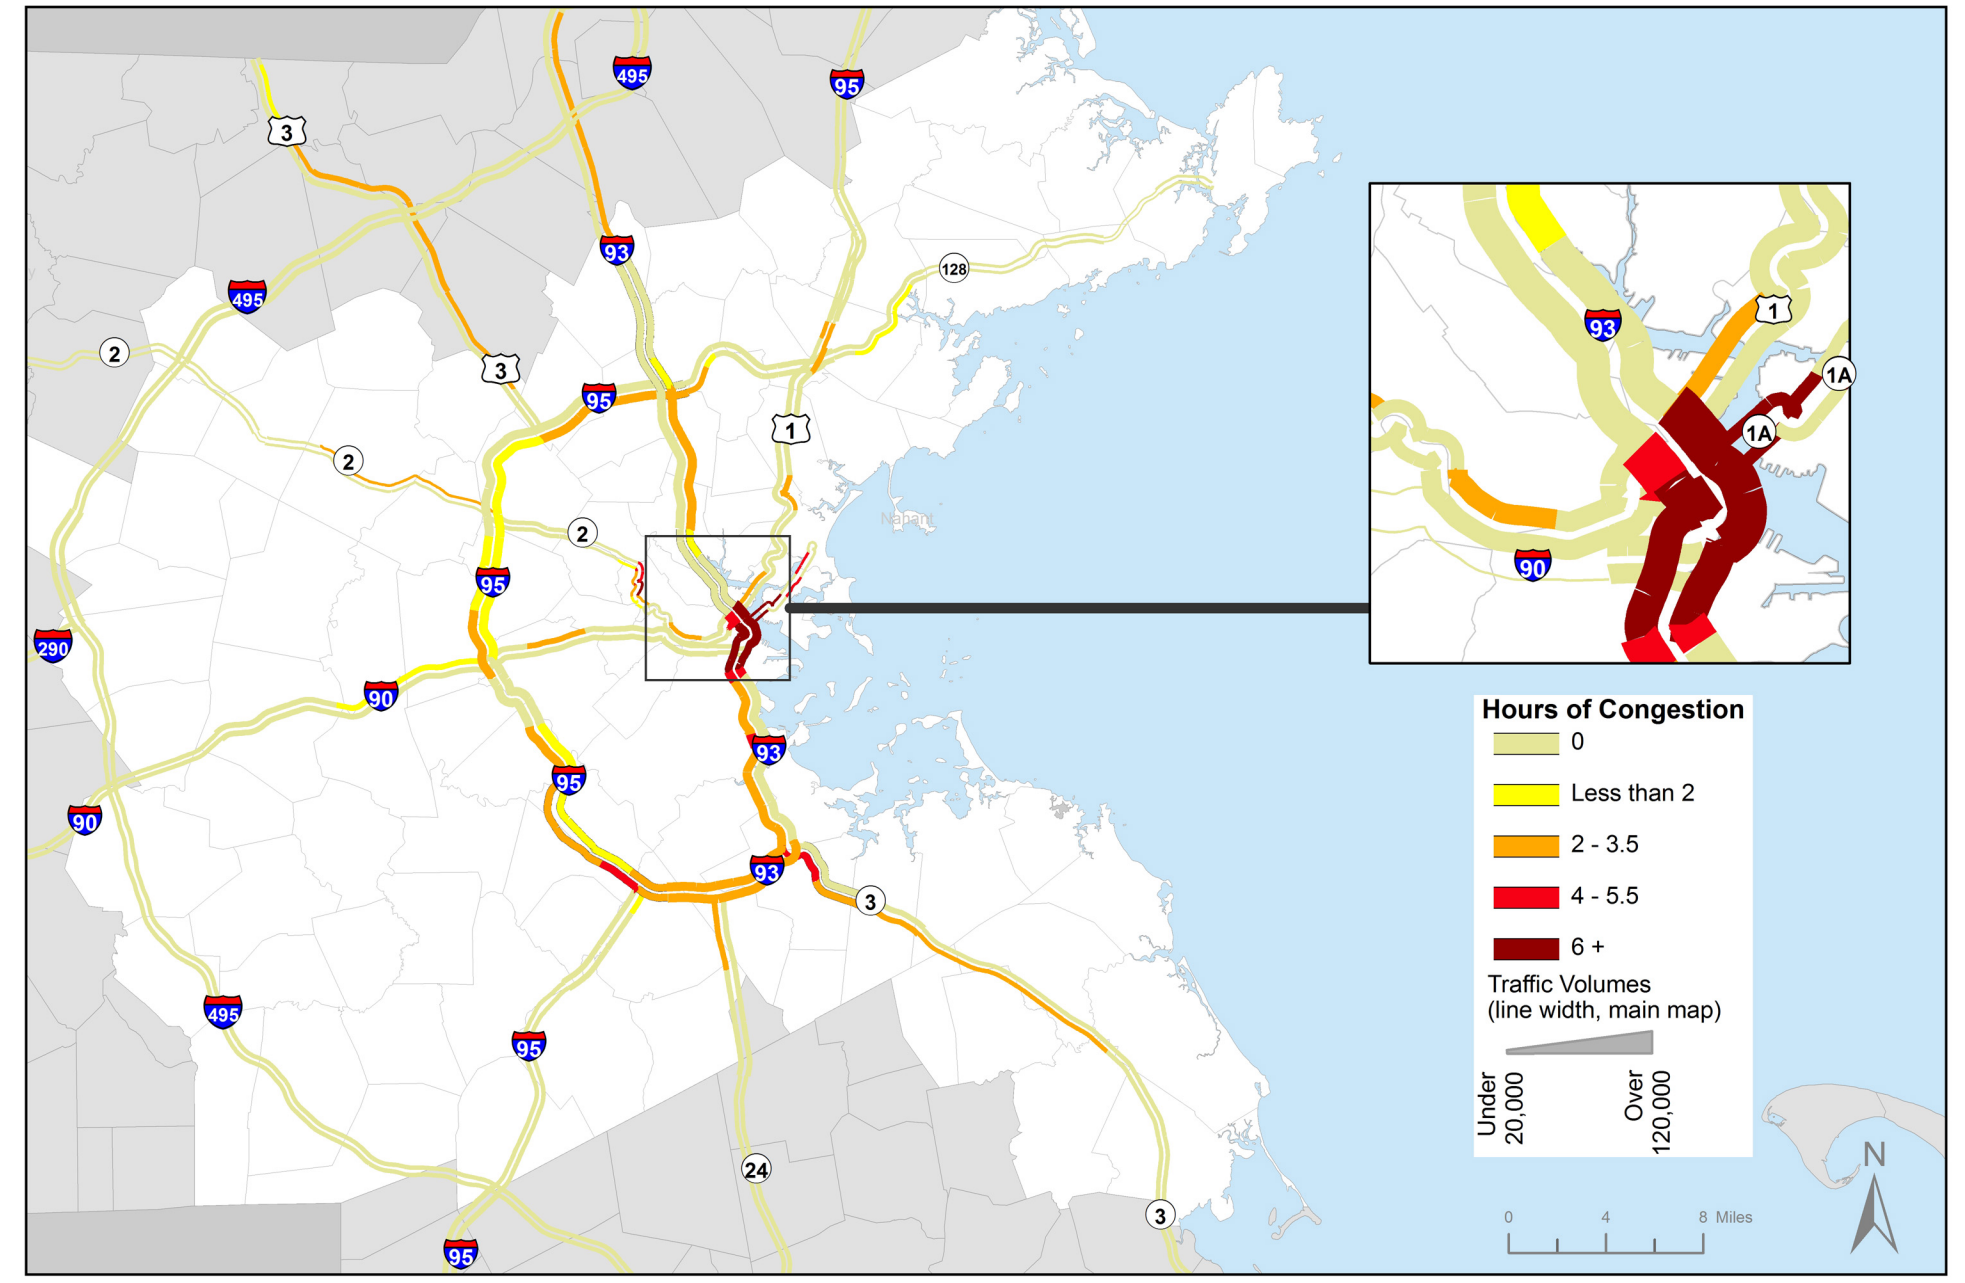 495
95
3
93
495
128
2
3
95
1
2
2
Nahant
95
290
90
93
95
90
93
3
495
95
24
3
95
1
93
1A
1A
90
Hours of Congestion
0
Less than 2
2 - 3.5
4 - 5.5
6 +
Traffic Volumes
(line width, main map)
Under
20,000
Over
120,000
N
0 4 8 Miles